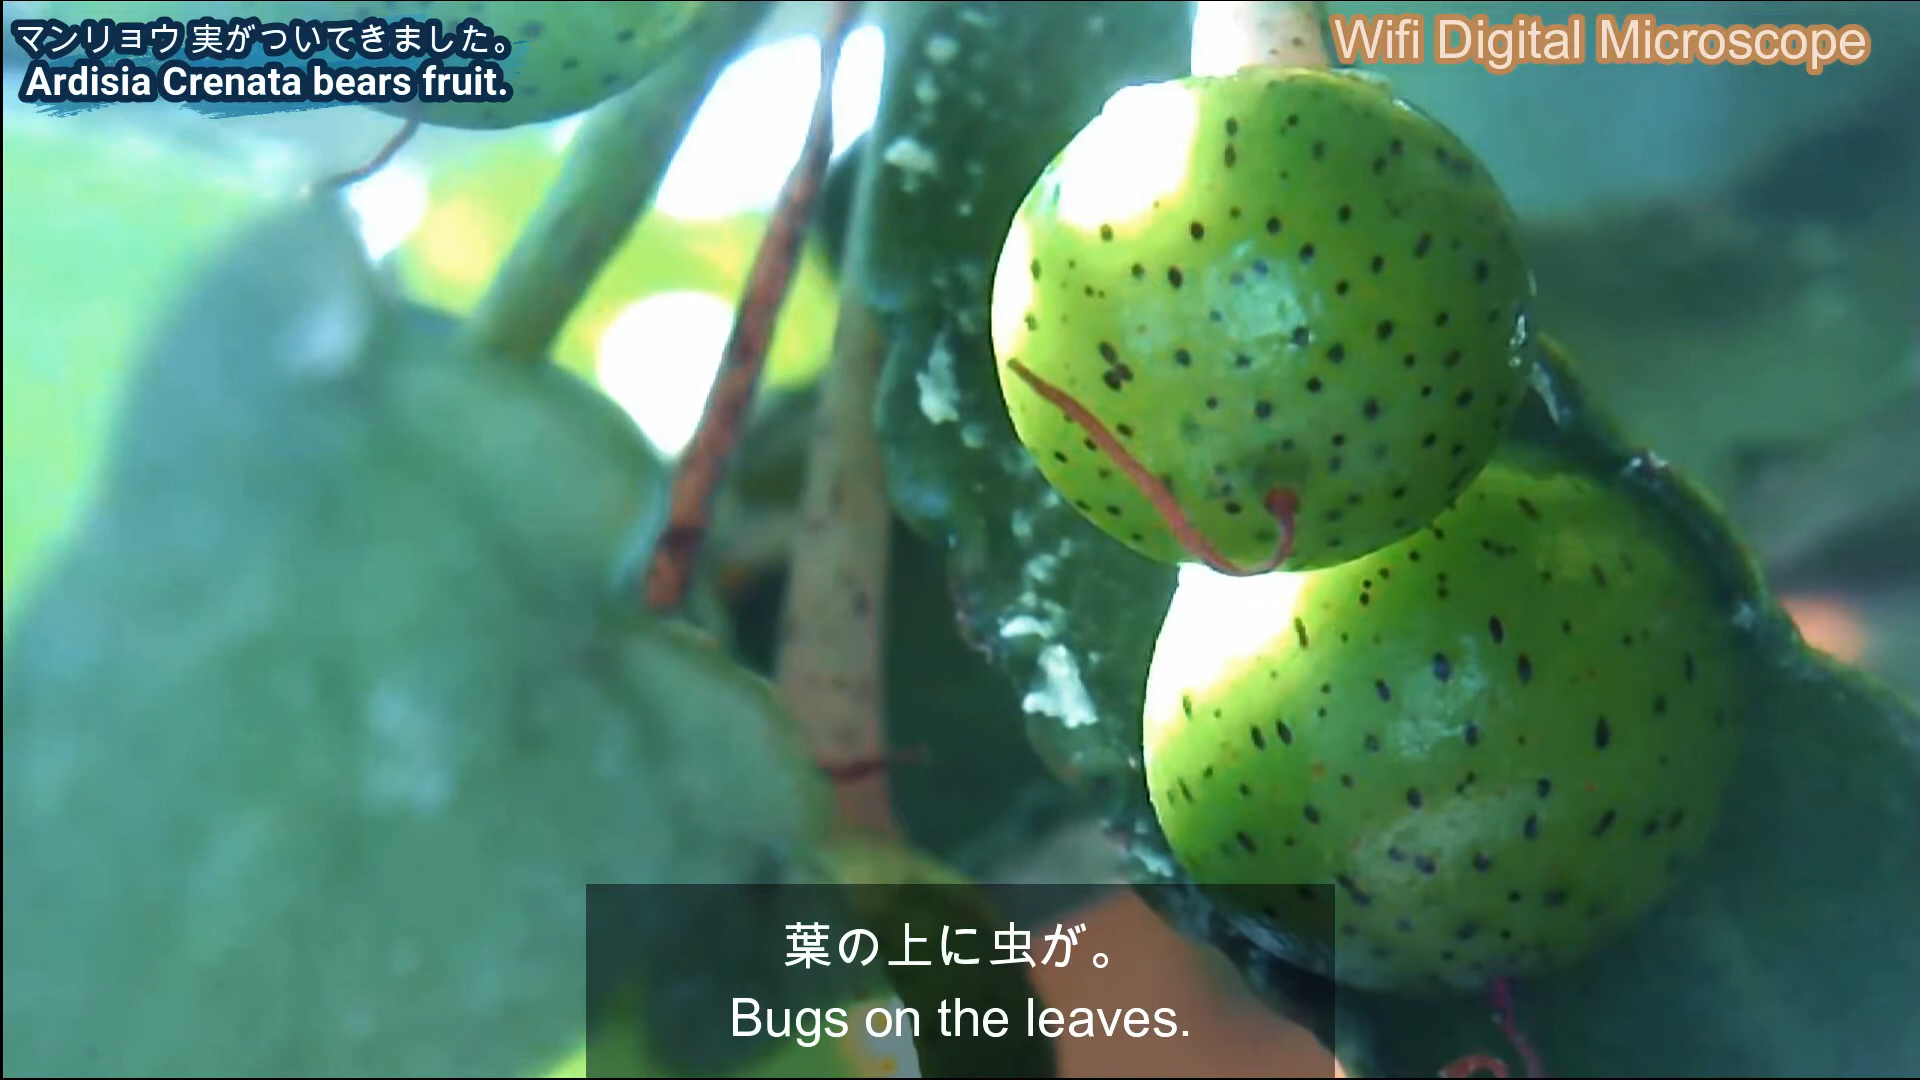 マンリョウ 実がついてきました。
Ardisia Crenata bears fruit.
Wifi Digital Microscope
葉の上に虫が。
Bugs on the leaves.